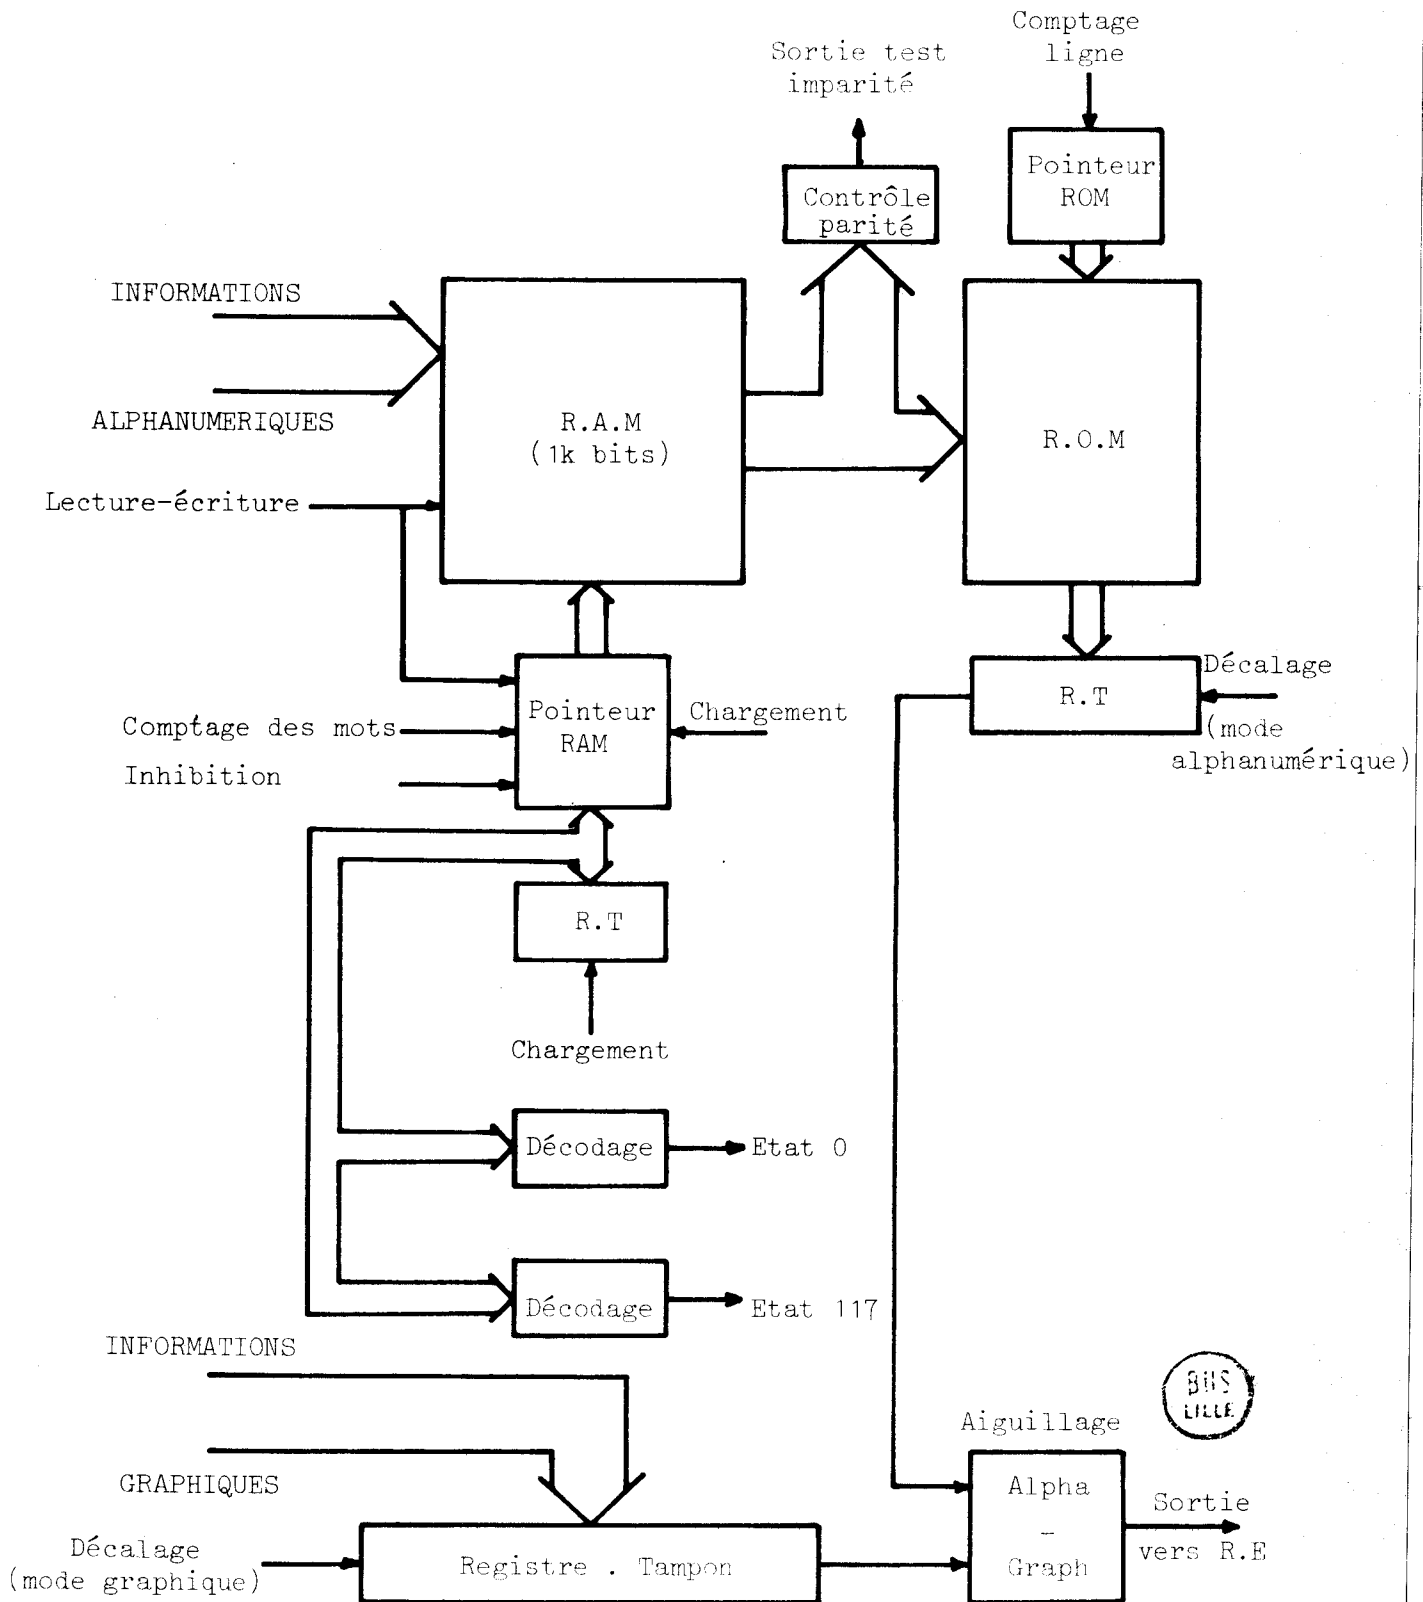 Comptage
ligne
Sortie test
imparité
Pointeur
ROM
Contrôle
parité
INFORMATIONS
ALPHANUMERIQUES
R.A.M
(1k bits)
R.O.M
Lecture-écriture
Pointeur
RAM
Comptage des mots
Inhibition
Chargement
R.T
Décalage
(mode
alphanumérique)
R.T
Chargement
Décodage
Etat 0
Décodage
Etat 117
INFORMATIONS
GRAPHIQUES
BUS
LILLE
Aiguillage
Alpha
-
Graph
Sortie
vers R.E
Décalage
(mode graphique)
Registre . Tampon